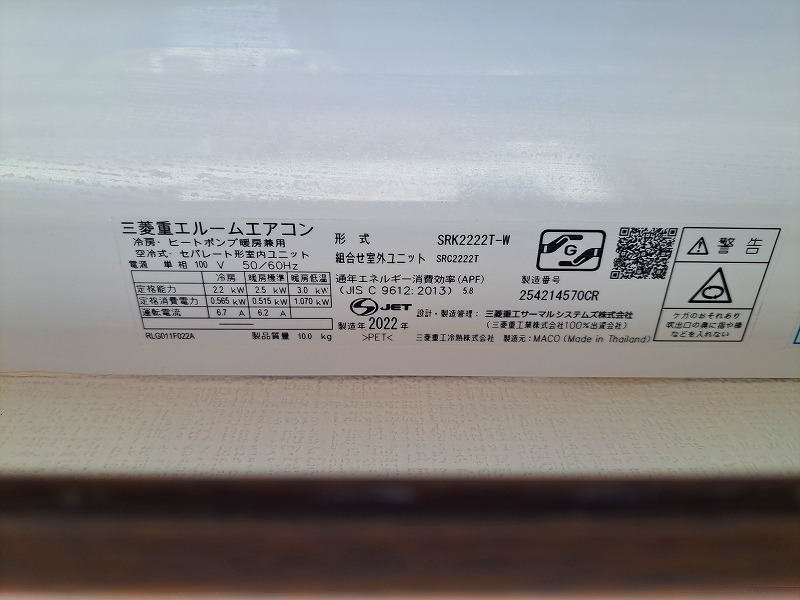 三菱重工ルームエアコン
冷房・ヒートポンプ暖房兼用
空冷式・セパレート形室内ユニット
電源 単相 100 V 50/60Hz
冷房 暖房標準 暖房低温
定格能力 2.2 kW 2.5 kW 3.0 kW
定格消費電力 0.565 kW 0.515 kW 1.070 kW
運転電流 6.7 A 6.2 A
RLG011F022A 製品質量 10.0 kg
形式 SRK2222T-W
組合せ室外ユニット SRC2222T
通年エネルギー消費効率(APF)
(JIS C 9612:2013) 5.8
S JET
製造年 2022年
>PET<
G
製造番号
254214570CR
設計・製造管理: 三菱重工サーマルシステムズ株式会社
(三菱重工業株式会社100%出資会社)
三菱重工冷熱株式会社 製造元: MACO (Made in Thailand)
警告
ケガのおそれあり
吹出口の奥に指や棒
などを入れない